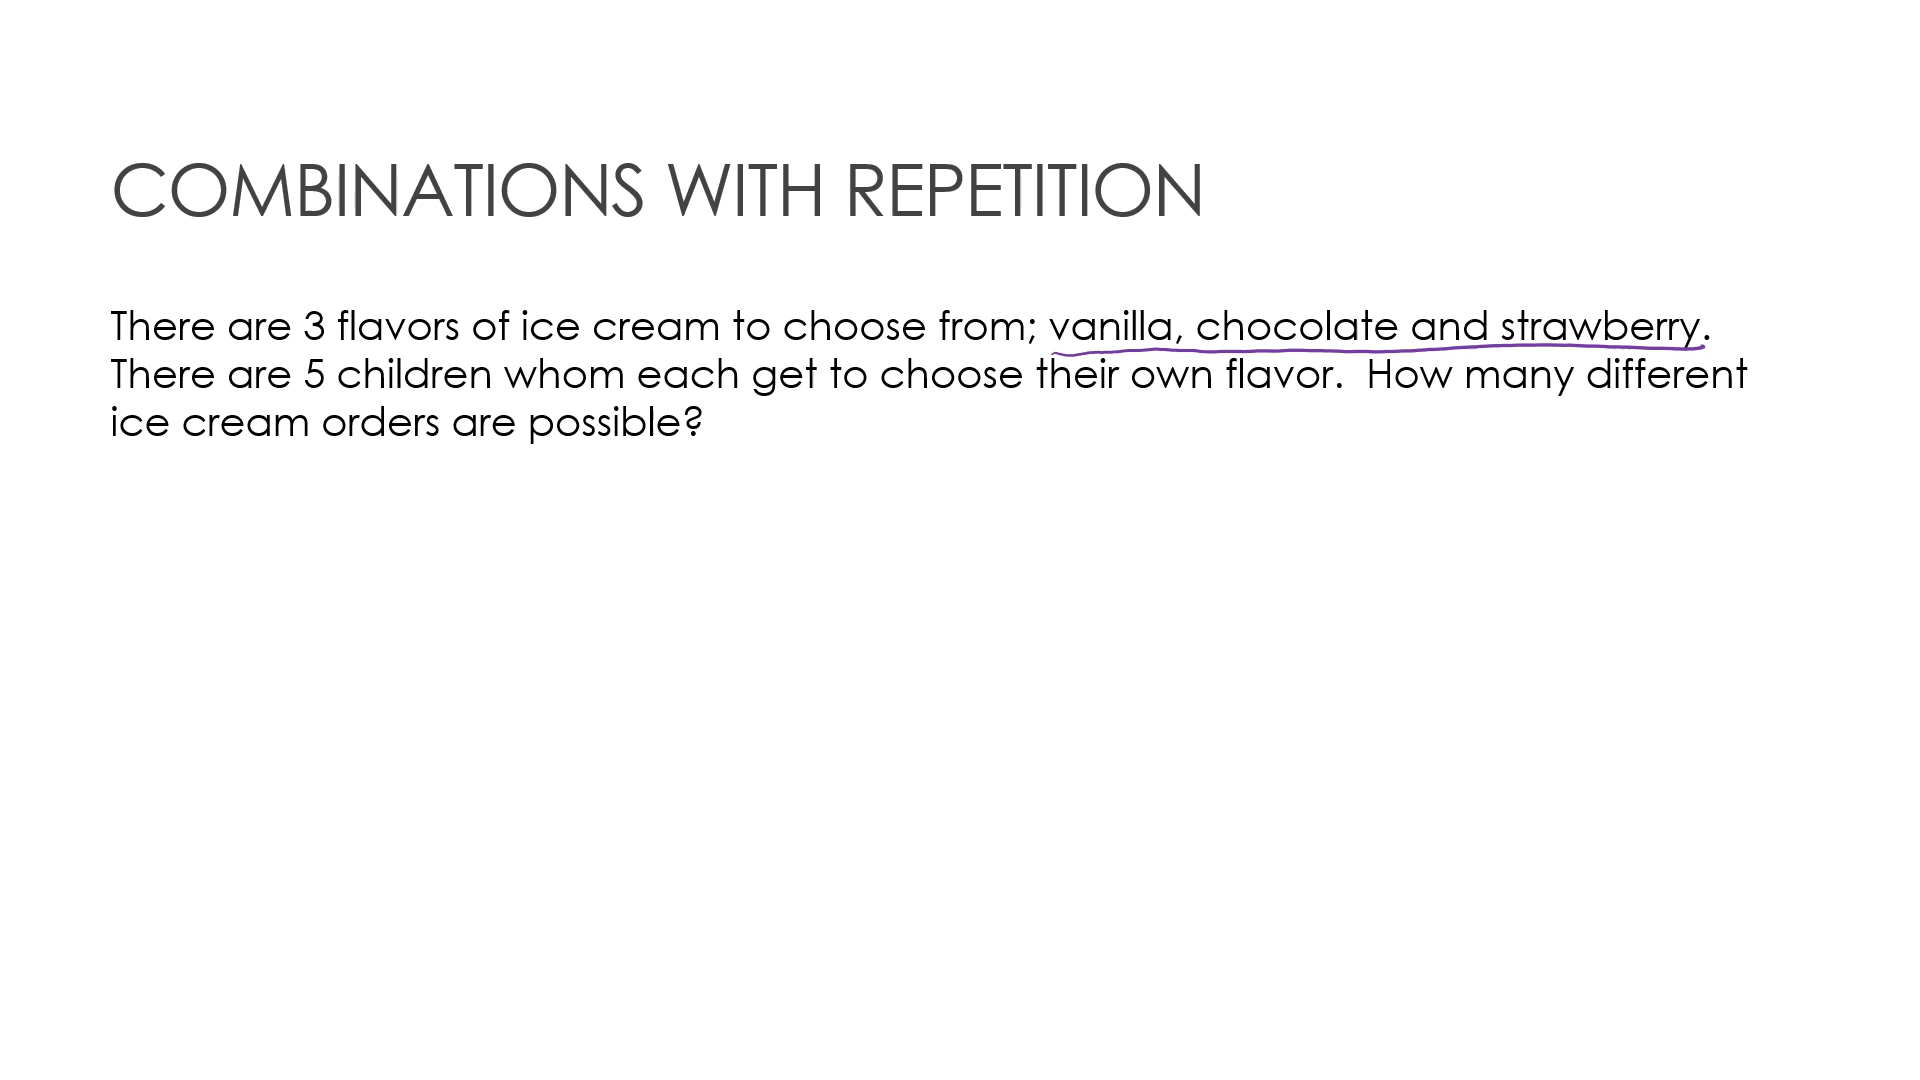 COMBINATIONS WITH REPETITION
There are 3 flavors of ice cream to choose from; vanilla, chocolate and strawberry.
There are 5 children whom each get to choose their own flavor.  How many different
ice cream orders are possible?